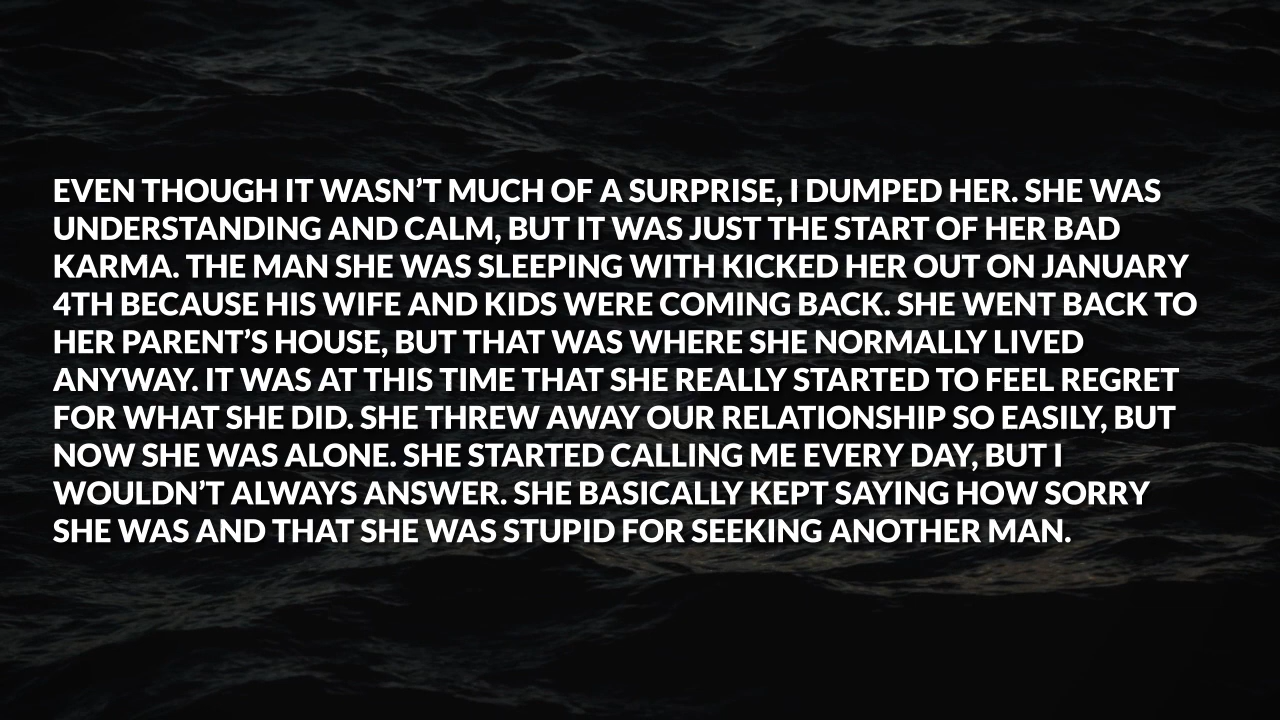 EVEN THOUGH IT WASN’T MUCH OF A SURPRISE, I DUMPED HER. SHE WAS
UNDERSTANDING AND CALM, BUT IT WAS JUST THE START OF HER BAD
KARMA. THE MAN SHE WAS SLEEPING WITH KICKED HER OUT ON JANUARY
4TH BECAUSE HIS WIFE AND KIDS WERE COMING BACK. SHE WENT BACK TO
HER PARENT’S HOUSE, BUT THAT WAS WHERE SHE NORMALLY LIVED
ANYWAY. IT WAS AT THIS TIME THAT SHE REALLY STARTED TO FEEL REGRET
FOR WHAT SHE DID. SHE THREW AWAY OUR RELATIONSHIP SO EASILY, BUT
NOW SHE WAS ALONE. SHE STARTED CALLING ME EVERY DAY, BUT I
WOULDN’T ALWAYS ANSWER. SHE BASICALLY KEPT SAYING HOW SORRY
SHE WAS AND THAT SHE WAS STUPID FOR SEEKING ANOTHER MAN.